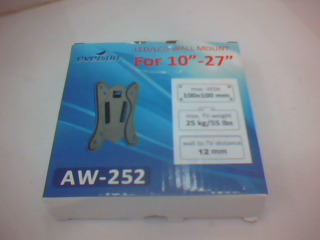 LED/LCD WALL MOUNT
For 10"-27"
max. VESA
100x100 mm
max. TV-weight
25 kg/55 lbs
wall to TV distance
12 mm
AW-252